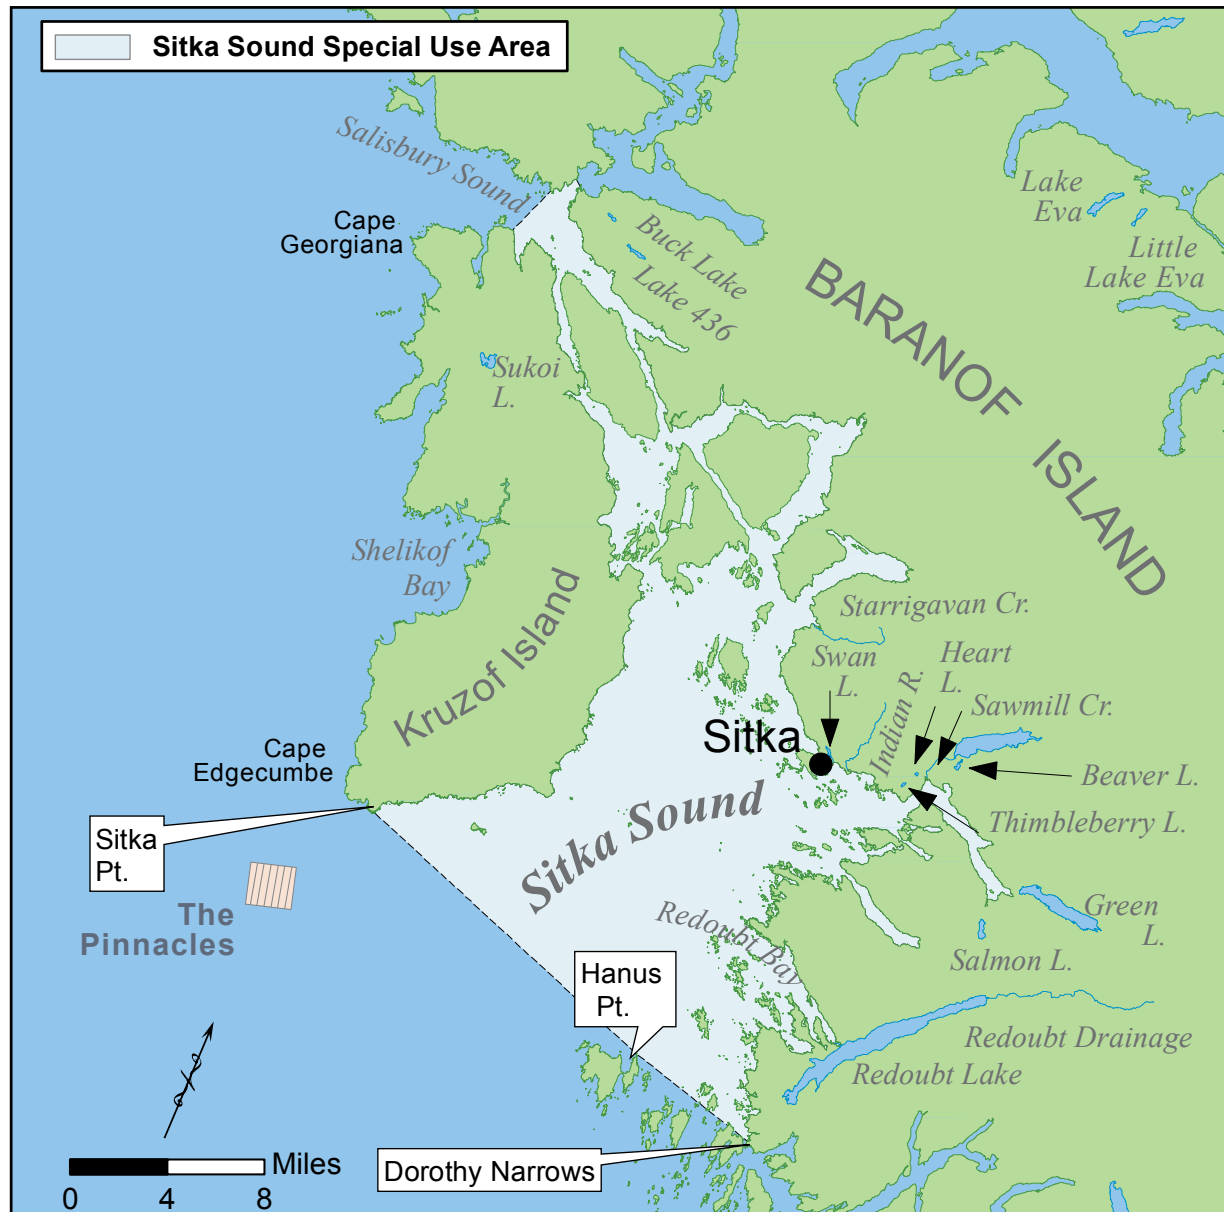 Sitka Sound Special Use Area
Salisbury Sound
Cape
Georgiana
Buck Lake
Lake 436
Lake
Eva
Little
Lake Eva
BARANOF ISLAND
Sukoi
L.
Shelikof
Bay
Kruzof Island
Starrigavan Cr.
Swan
L.
Indian R.
Heart
L.
Sawmill Cr.
Sitka
Beaver L.
Thimbleberry L.
Cape
Edgecumbe
Sitka
Pt.
Sitka Sound
The
Pinnacles
Redoubt Bay
Green
L.
Salmon L.
Hanus
Pt.
Redoubt Drainage
Redoubt Lake
Dorothy Narrows
Miles
0 4 8